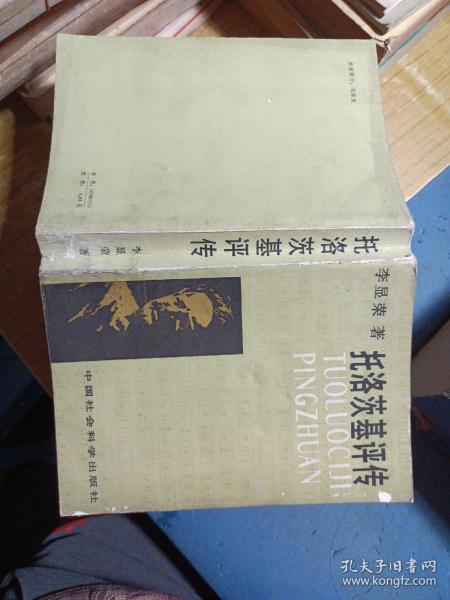 李显荣 著
托洛茨基评传
TUOLUOCIJI
PINGZHUAN
中国社会科学出版社
托洛茨基评传
李显荣 著
孔夫子旧书网
www.kongfz.com